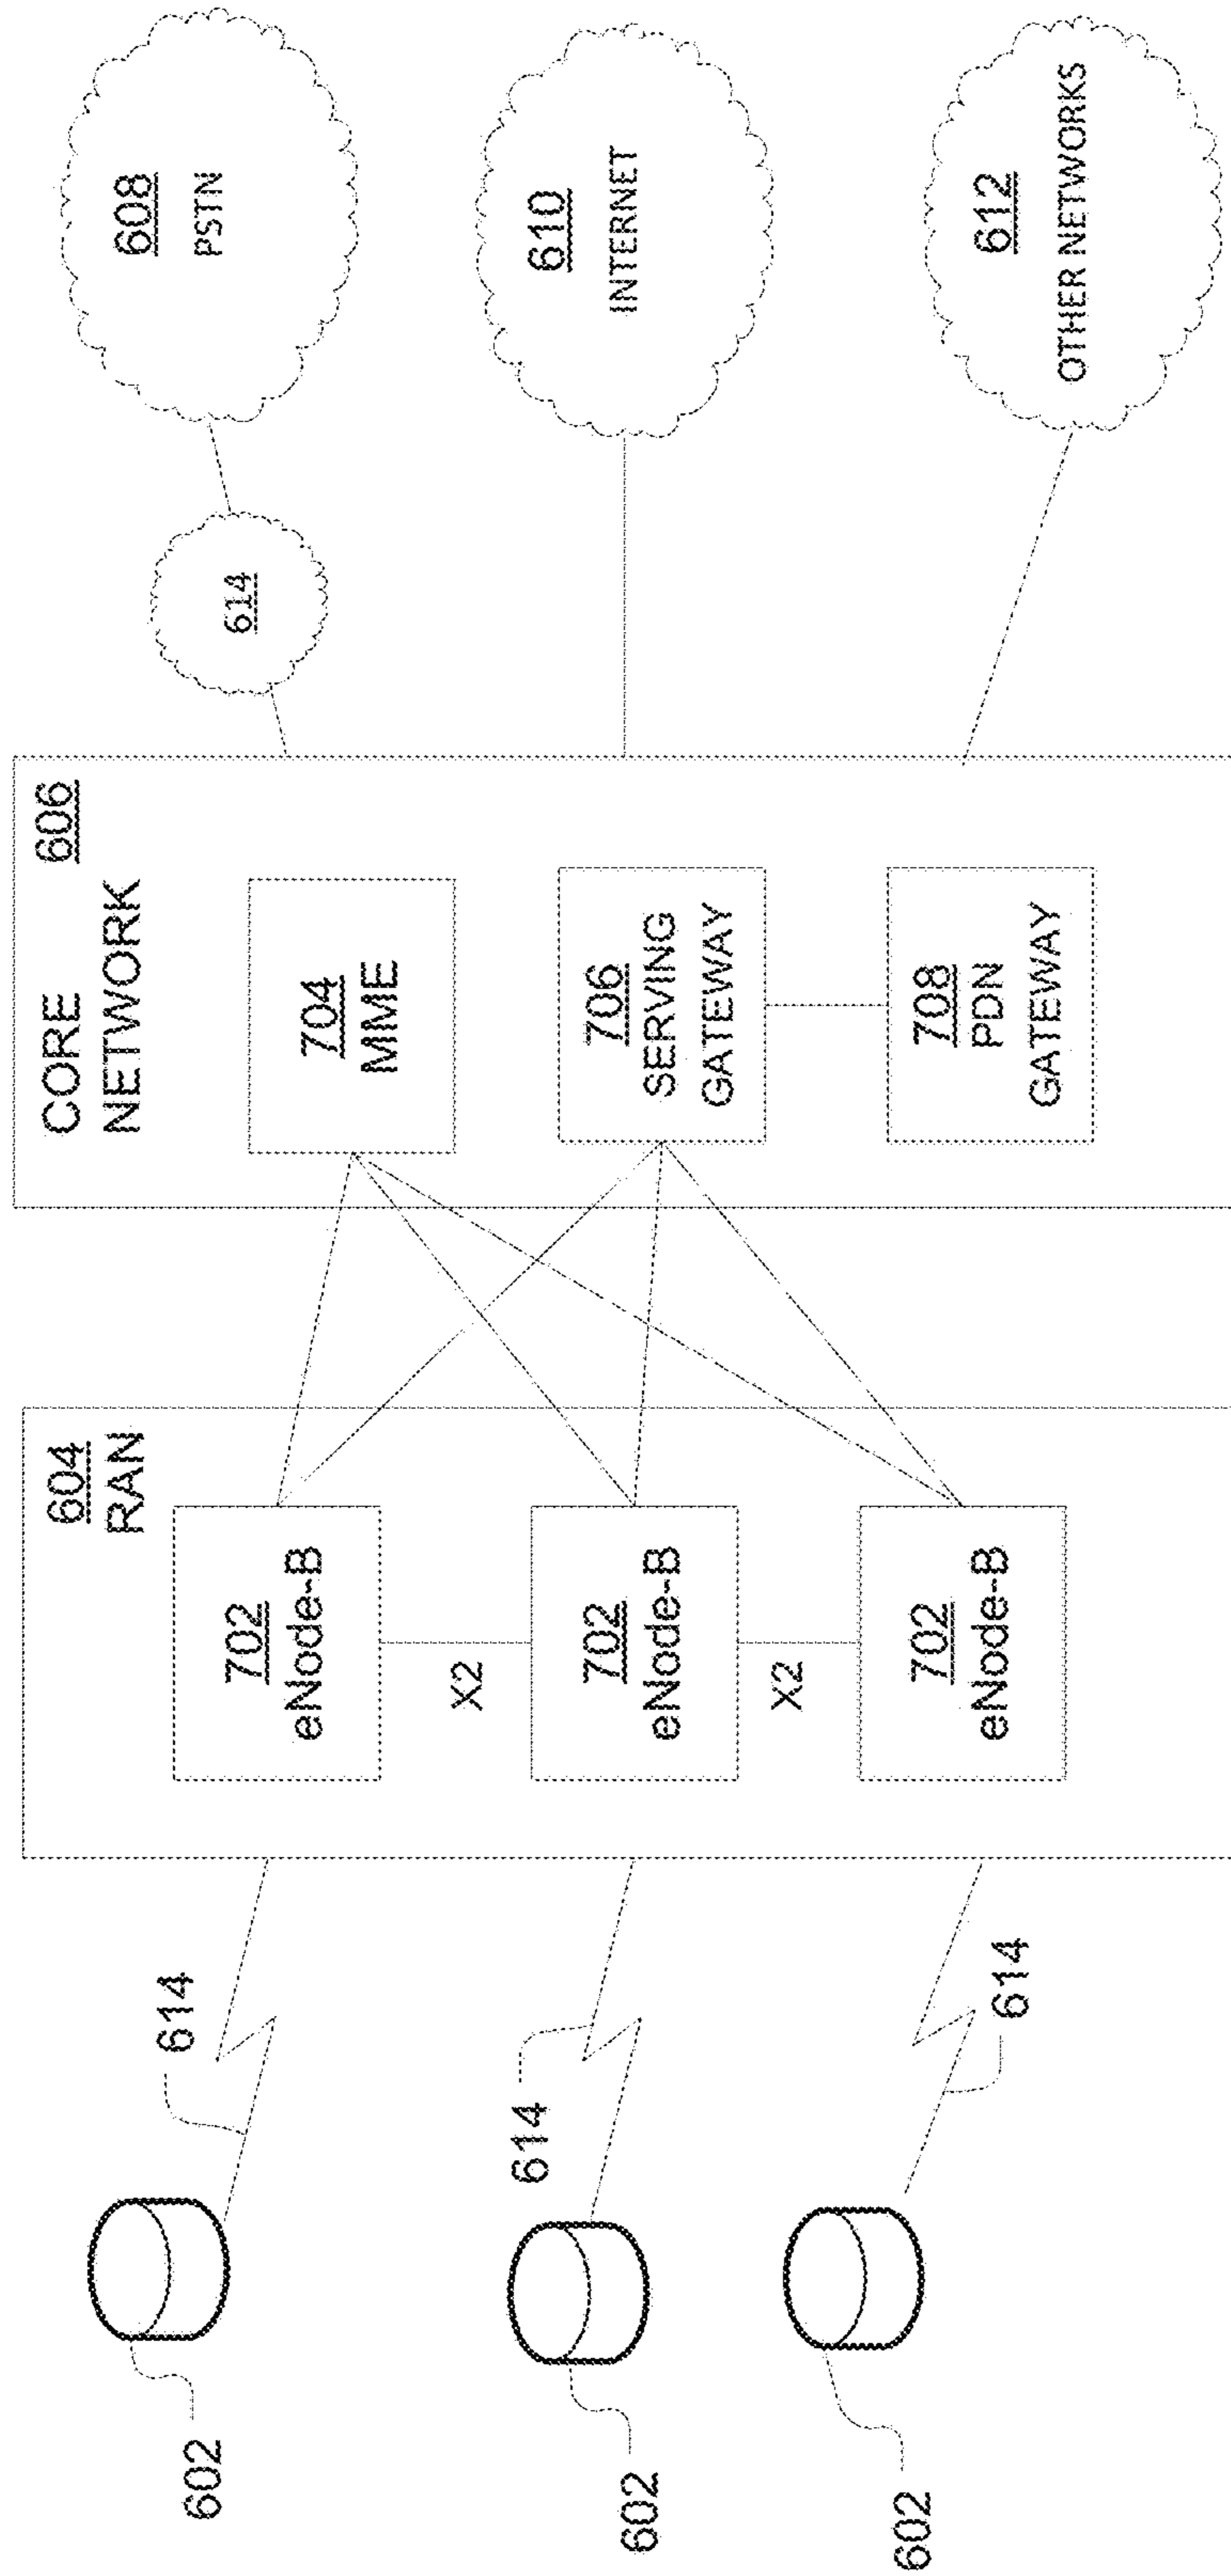 602
602
602
614
614
614
604
RAN
702
eNode-B
X2
702
eNode-B
X2
702
eNode-B
CORE
NETWORK
606
704
MME
706
SERVING
GATEWAY
708
PDN
GATEWAY
614
608
PSTN
610
INTERNET
612
OTHER NETWORKS